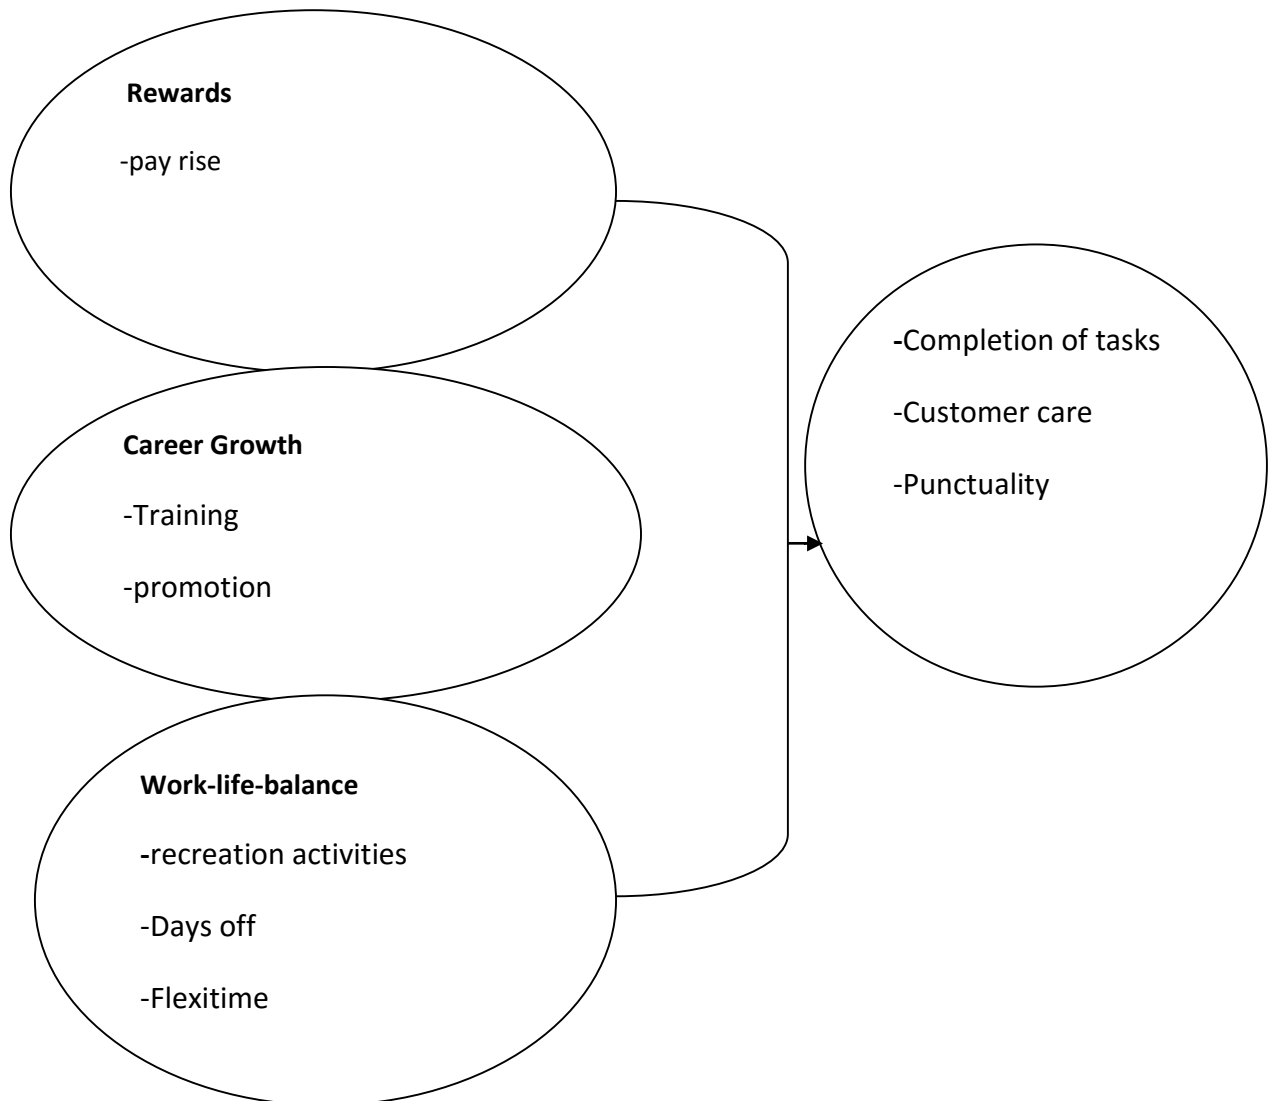 Rewards
-pay rise
Career Growth
-Training
-promotion
Work-life-balance
-recreation activities
-Days off
-Flexitime
-Completion of tasks
-Customer care
-Punctuality